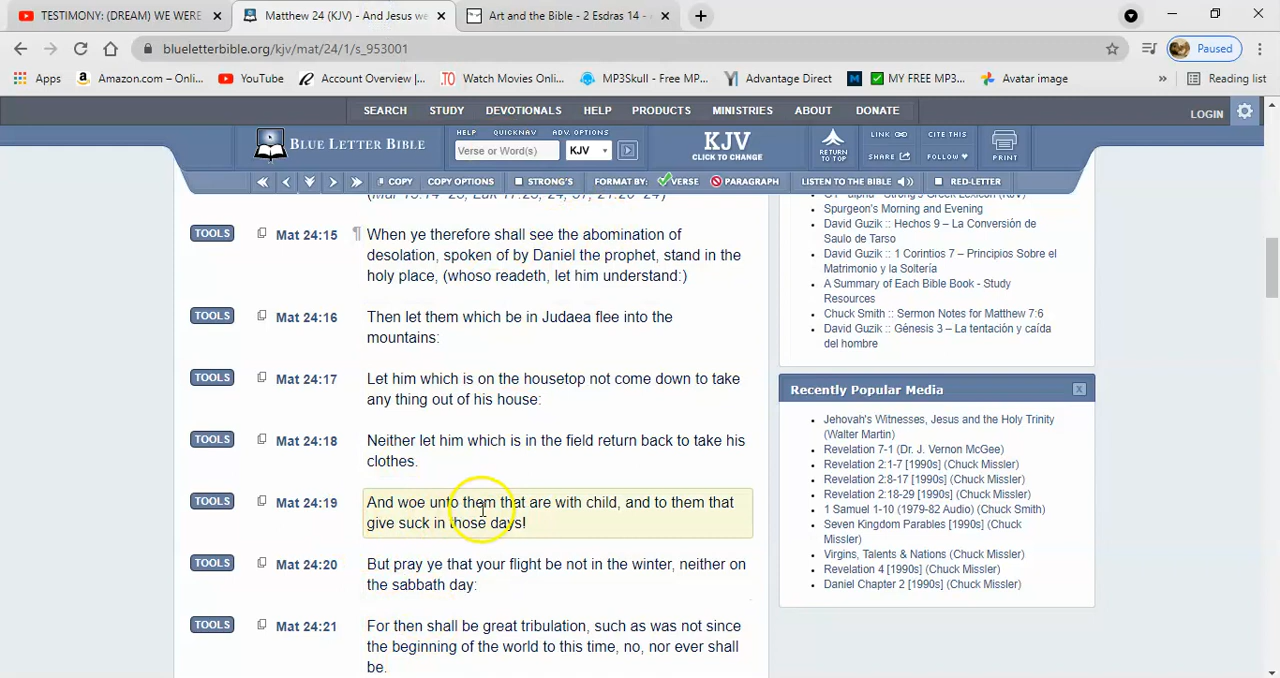 TESTIMONY: (DREAM) WE WERE
Matthew 24 (KJV) - And Jesus we
Art and the Bible - 2 Esdras 14 -
blueletterbible.org/kjv/mat/24/1/s_953001
Paused
Apps
Amazon.com – Onli...
YouTube
Account Overview |...
Watch Movies Onlin...
MP3Skull - Free MP...
Advantage Direct
MY FREE MP3...
Avatar image
»
Reading list
SEARCH STUDY DEVOTIONALS HELP PRODUCTS MINISTRIES ABOUT DONATE
LOGIN
BLUE LETTER BIBLE
HELP QUICKNAV ADV. OPTIONS
Verse or Word(s)
KJV
KJV
CLICK TO CHANGE
RETURN
TO TOP
LINK
SHARE
CITE THIS
FOLLOW
PRINT
COPY COPY OPTIONS STRONG'S FORMAT BY: VERSE PARAGRAPH LISTEN TO THE BIBLE RED-LETTER
TOOLS Mat 24:15 ¶ When ye therefore shall see the abomination of
desolation, spoken of by Daniel the prophet, stand in the
holy place, (whoso readeth, let him understand:)
TOOLS Mat 24:16 Then let them which be in Judaea flee into the
mountains:
TOOLS Mat 24:17 Let him which is on the housetop not come down to take
any thing out of his house:
TOOLS Mat 24:18 Neither let him which is in the field return back to take his
clothes.
TOOLS Mat 24:19 And woe unto them that are with child, and to them that
give suck in those days!
TOOLS Mat 24:20 But pray ye that your flight be not in the winter, neither on
the sabbath day:
TOOLS Mat 24:21 For then shall be great tribulation, such as was not since
the beginning of the world to this time, no, nor ever shall
be.
Spurgeon's Morning and Evening
David Guzik :: Hechos 9 – La Conversión de
Saulo de Tarso
David Guzik :: 1 Corintios 7 – Principios Sobre el
Matrimonio y la Soltería
A Summary of Each Bible Book - Study
Resources
Chuck Smith :: Sermon Notes for Matthew 7:6
David Guzik :: Génesis 3 – La tentación y caída
del hombre
Recently Popular Media
Jehovah's Witnesses, Jesus and the Holy Trinity
(Walter Martin)
Revelation 7-1 (Dr. J. Vernon McGee)
Revelation 2:1-7 [1990s] (Chuck Missler)
Revelation 2:8-17 [1990s] (Chuck Missler)
Revelation 2:18-29 [1990s] (Chuck Missler)
1 Samuel 1-10 (1979-82 Audio) (Chuck Smith)
Seven Kingdom Parables [1990s] (Chuck
Missler)
Virgins, Talents & Nations (Chuck Missler)
Revelation 4 [1990s] (Chuck Missler)
Daniel Chapter 2 [1990s] (Chuck Missler)